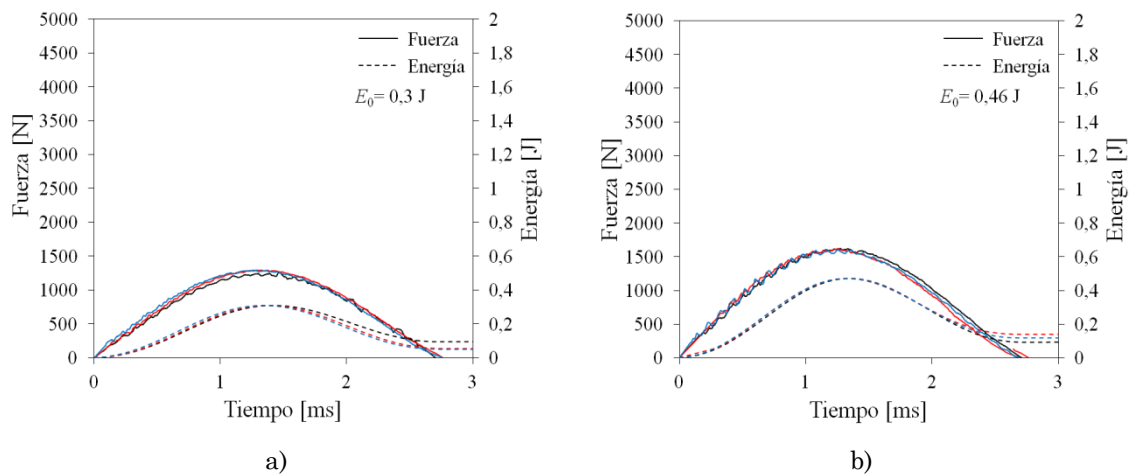 5000
4500
4000
3500
3000
2500
2000
1500
1000
500
0
Fuerza [N]
2
1,8
1,6
1,4
1,2
1
0,8
0,6
0,4
0,2
0
Energía [J]
Fuerza
Energía
E0= 0,3 J
0 1 2 3
Tiempo [ms]
a)
5000
4500
4000
3500
3000
2500
2000
1500
1000
500
0
Fuerza [N]
2
1,8
1,6
1,4
1,2
1
0,8
0,6
0,4
0,2
0
Energía [J]
Fuerza
Energía
E0= 0,46 J
0 1 2 3
Tiempo [ms]
b)